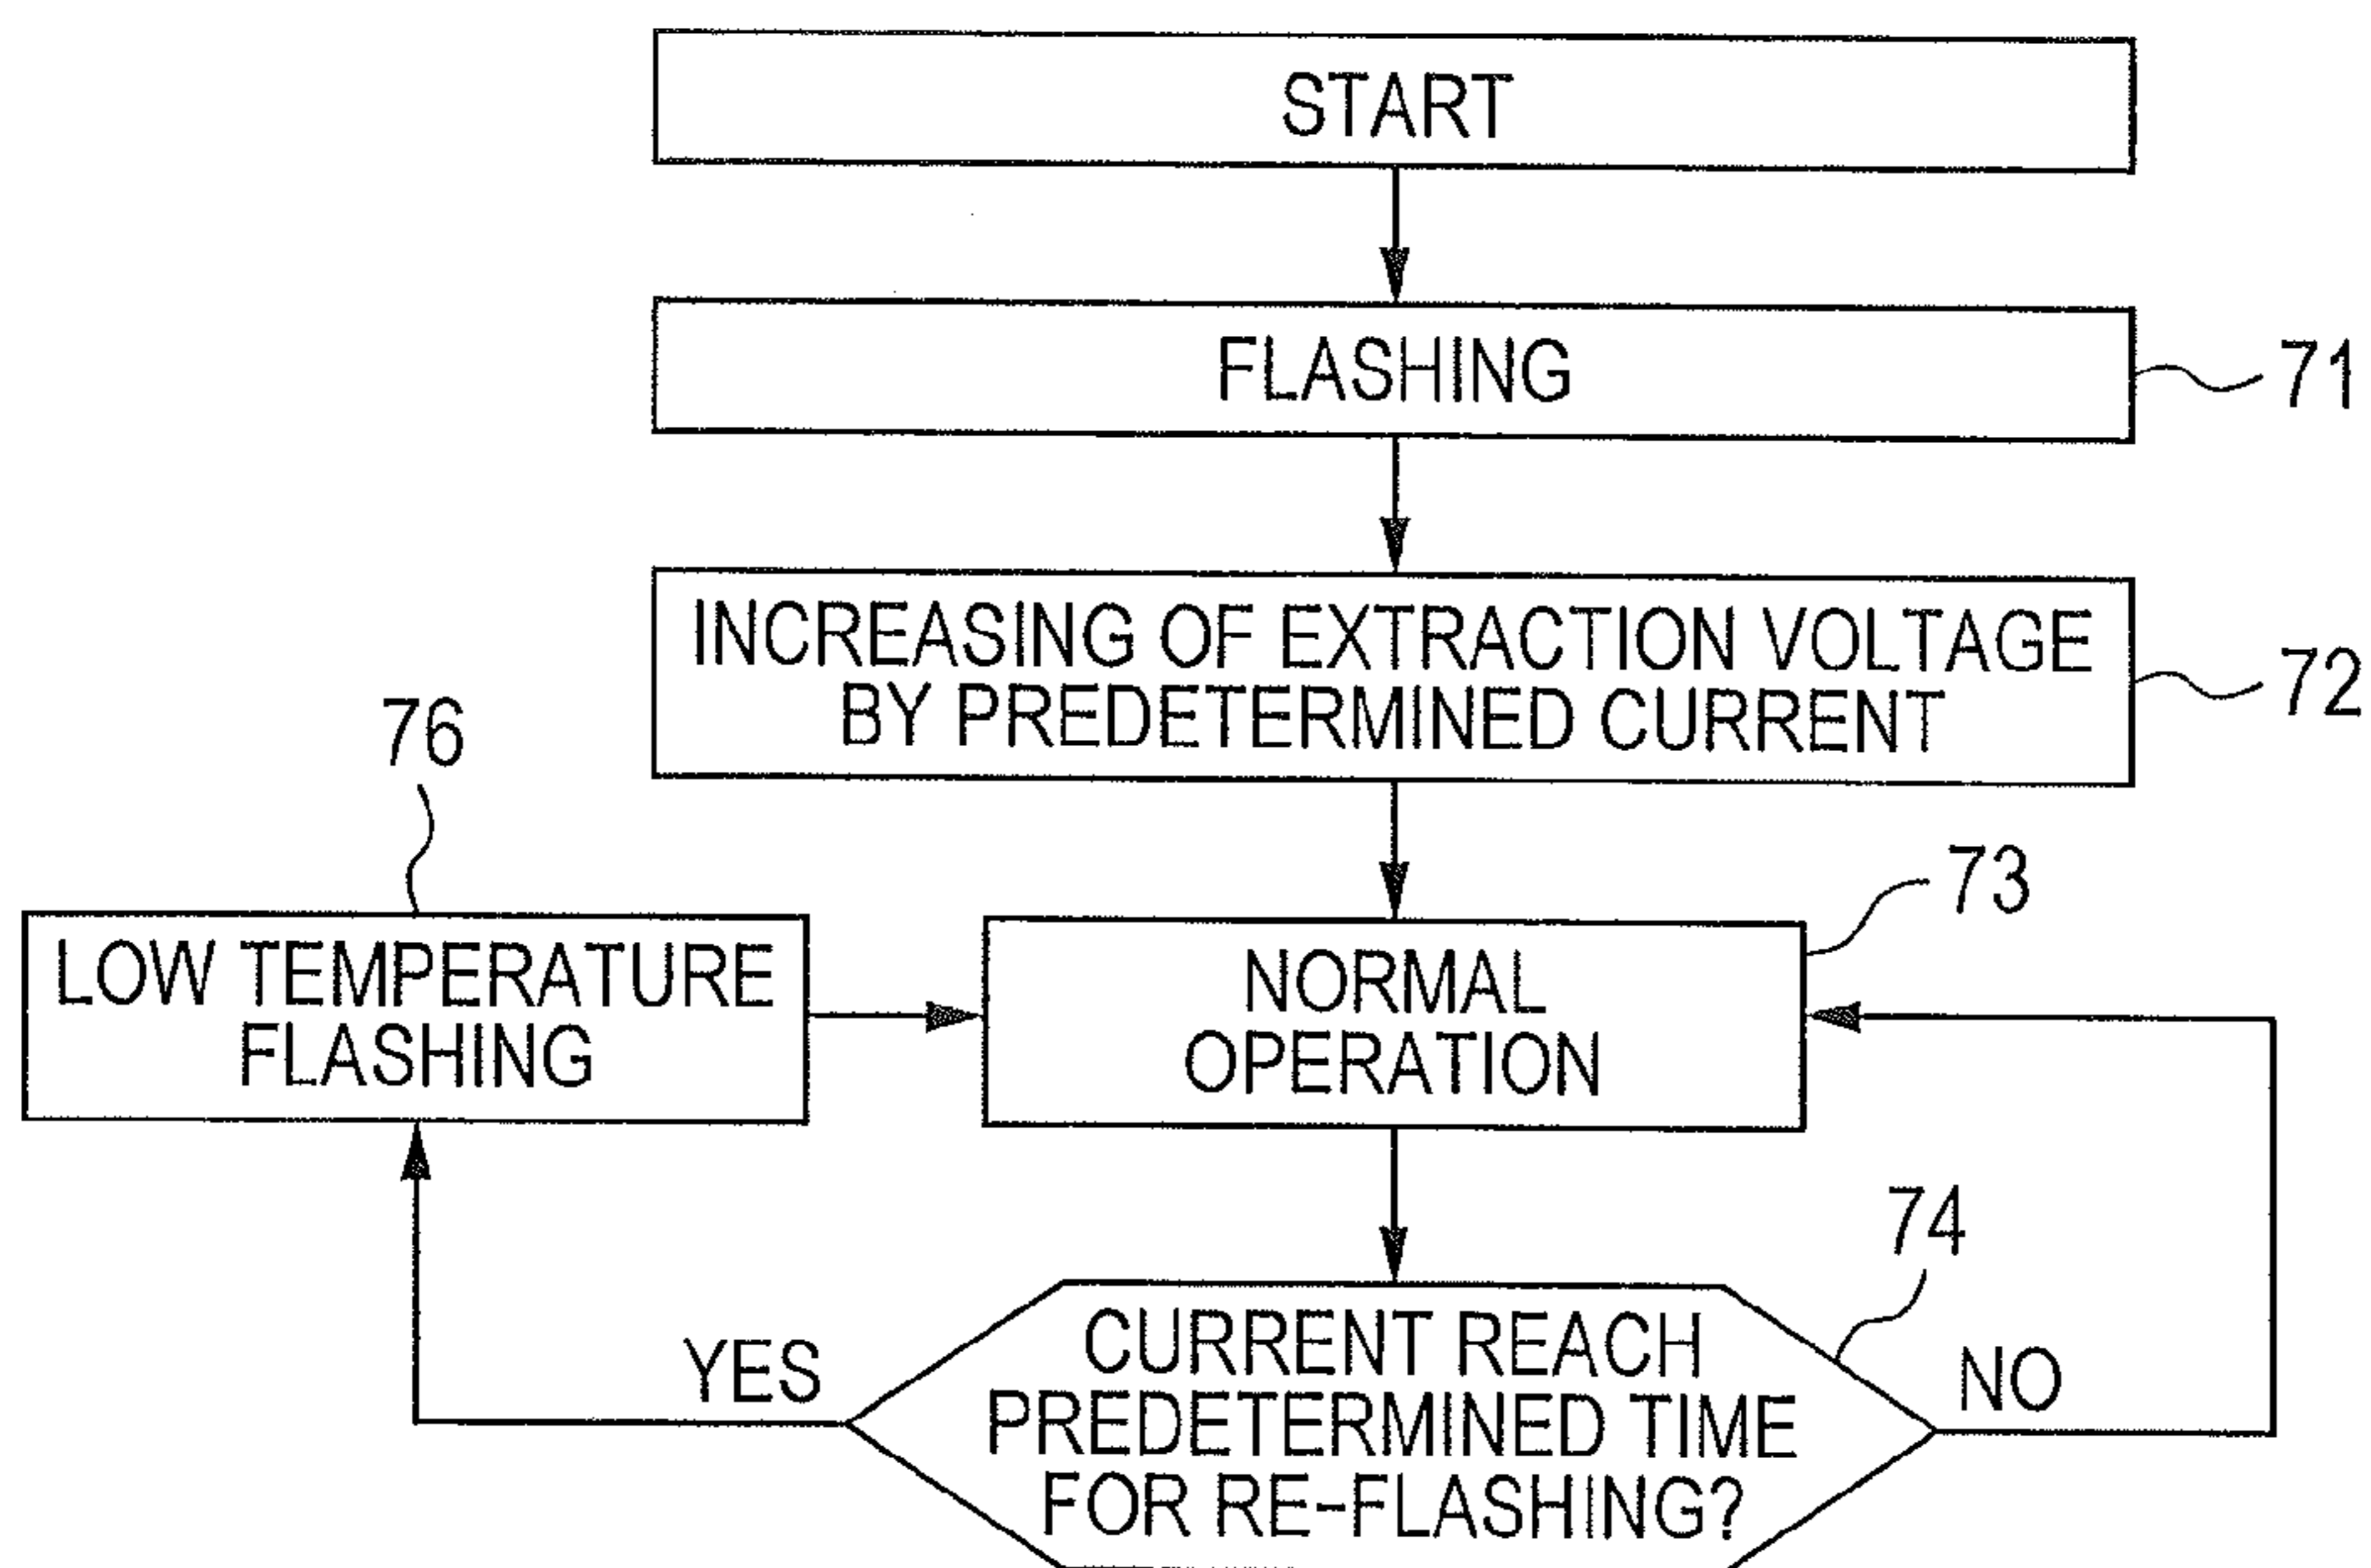 START
FLASHING
71
INCREASING OF EXTRACTION VOLTAGE
BY PREDETERMINED CURRENT
72
76
73
LOW TEMPERATURE
FLASHING
NORMAL
OPERATION
74
YES
CURRENT REACH
PREDETERMINED TIME
FOR RE-FLASHING?
NO